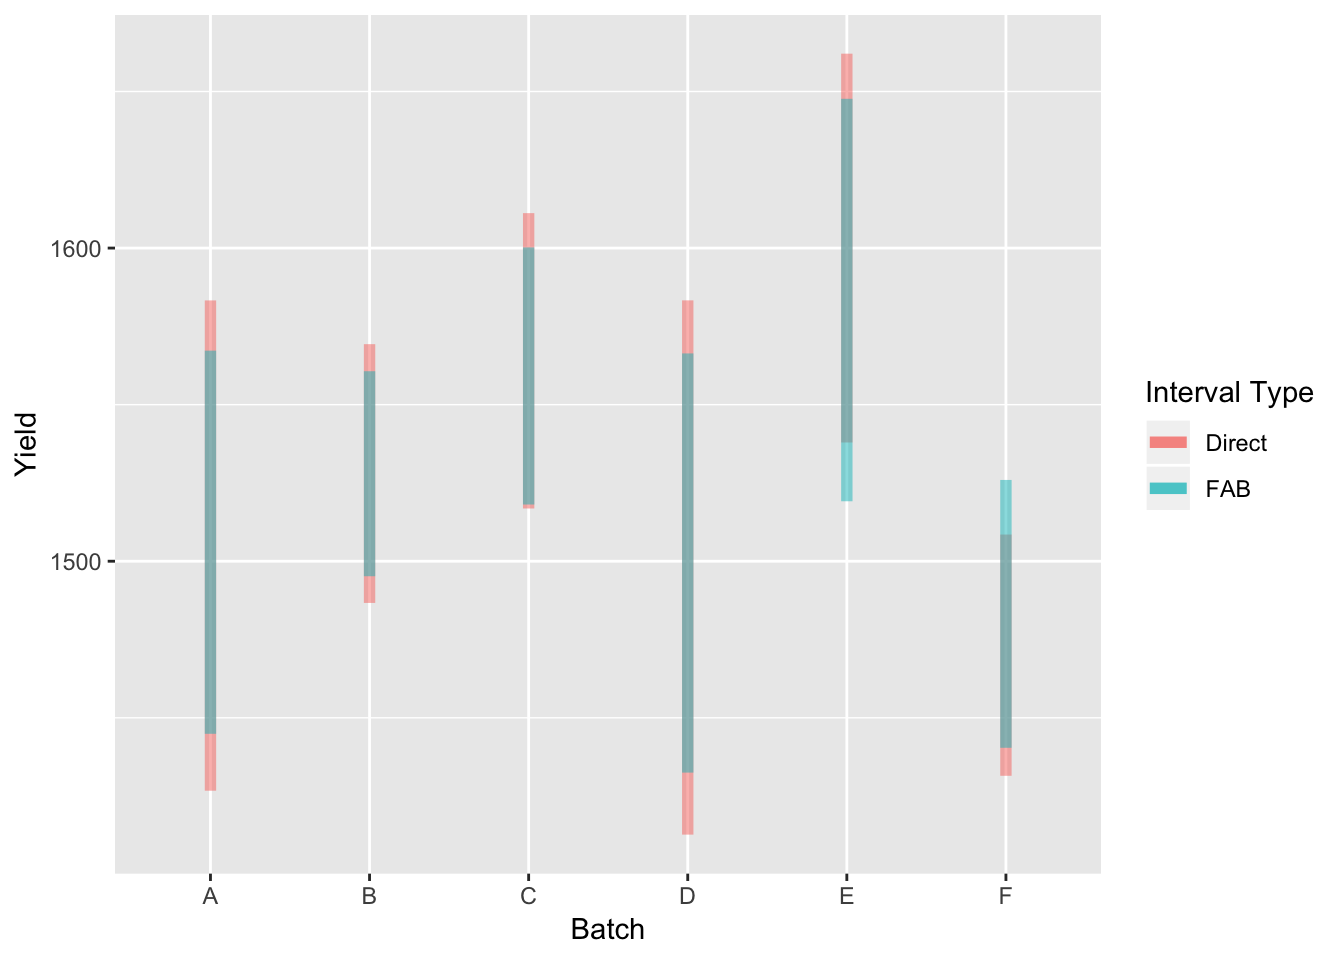 Yield
1600
1500
A B C D E F
Batch
Interval Type
Direct
FAB